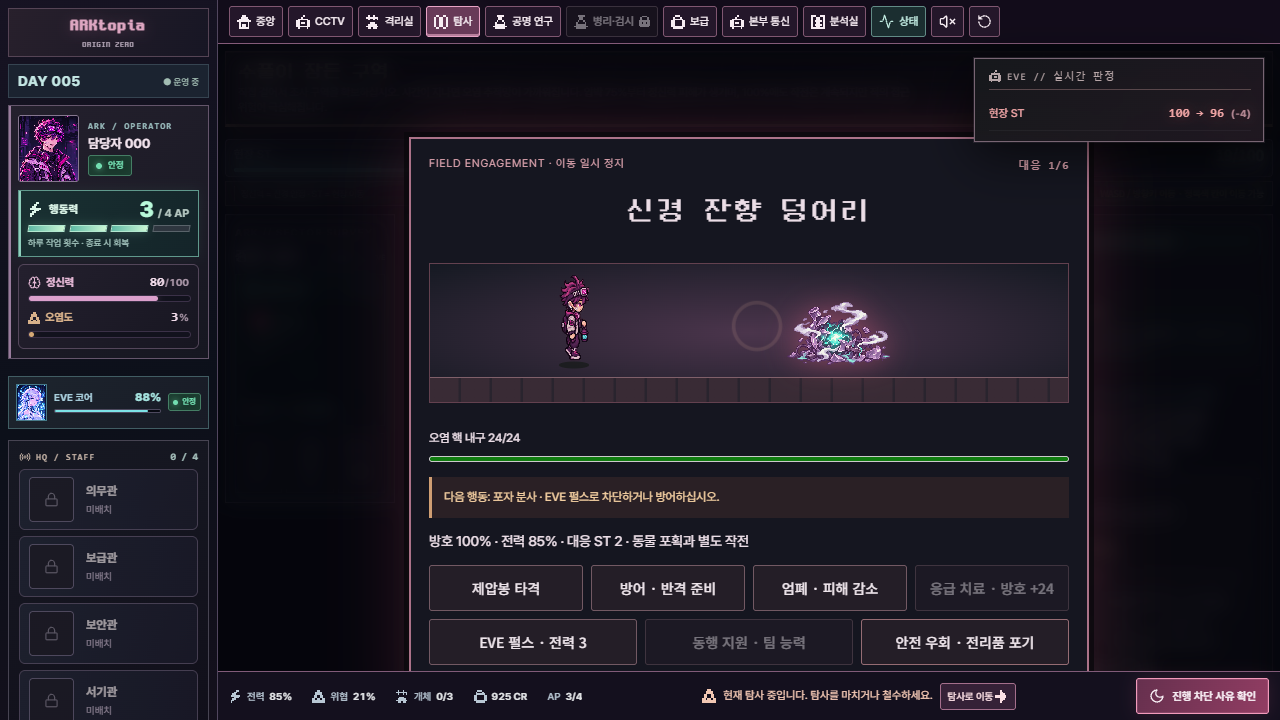 ARKtopia
ORIGIN ZERO
DAY 005
운영 중
ARK / OPERATOR
담당자 000
안정
행동력
3 / 4 AP
하루 작업 횟수 · 종료 시 회복
정신력
80/100
오염도
3%
EVE 코어
88%
안정
HQ / STAFF
0 / 4
의무관
미배치
보급관
미배치
보안관
미배치
서기관
미배치
중앙
CCTV
격리실
탐사
공명 연구
병리·검시
보급
본부 통신
분석실
상태
EVE // 실시간 판정
현장 ST
100 → 96 (-4)
FIELD ENGAGEMENT · 이동 일시 정지
대응 1/6
신경 잔향 덩어리
오염 핵 내구 24/24
다음 행동: 포자 분사 · EVE 펄스로 차단하거나 방어하십시오.
방호 100% · 전력 85% · 대응 ST 2 · 동물 포획과 별도 작전
제압봉 타격
방어 · 반격 준비
엄폐 · 피해 감소
응급 치료 · 방호 +24
EVE 펄스 · 전력 3
동행 지원 · 팀 능력
안전 우회 · 전리품 포기
전력 85%
위협 21%
개체 0/3
925 CR
AP 3/4
현재 탐사 중입니다. 탐사를 마치거나 철수하세요.
탐사로 이동
진행 차단 사유 확인